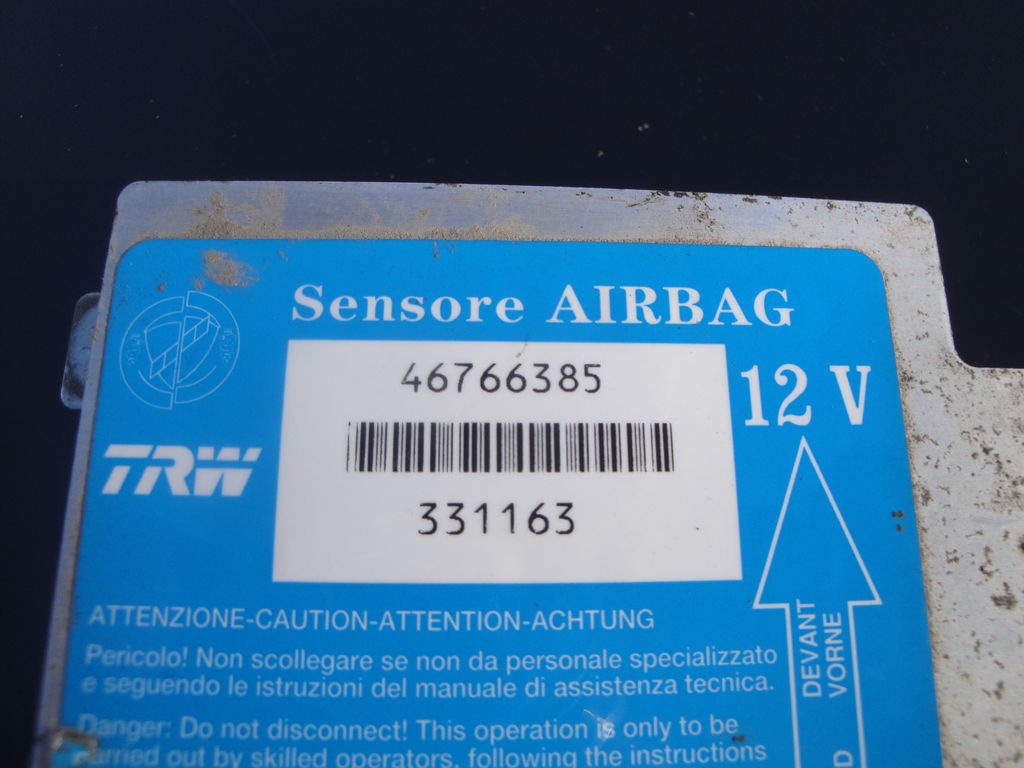 Sensore AIRBAG
46766385
12 V
TRW
331163
ATTENZIONE-CAUTION-ATTENTION-ACHTUNG
Pericolo! Non scollegare se non da personale specializzato
e seguendo le istruzioni del manuale di assistenza tecnica.
Danger: Do not disconnect! This operation is only to be
carried out by skilled operators, following the instructions
DEVANT
VORNE